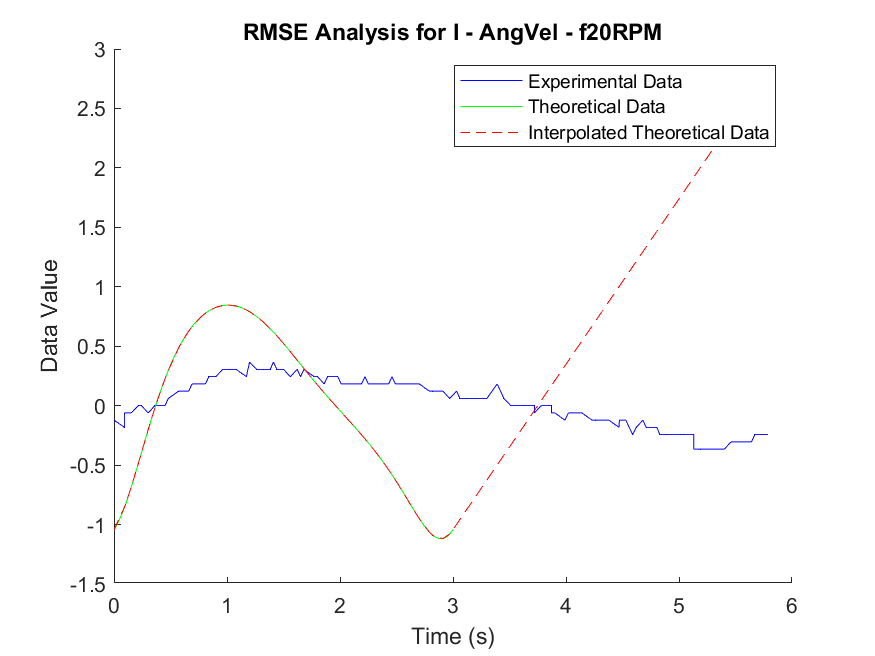 RMSE Analysis for I - AngVel - f20RPM
Experimental Data
Theoretical Data
Interpolated Theoretical Data
Data Value
3
2.5
2
1.5
1
0.5
0
-0.5
-1
-1.5
0 1 2 3 4 5 6
Time (s)